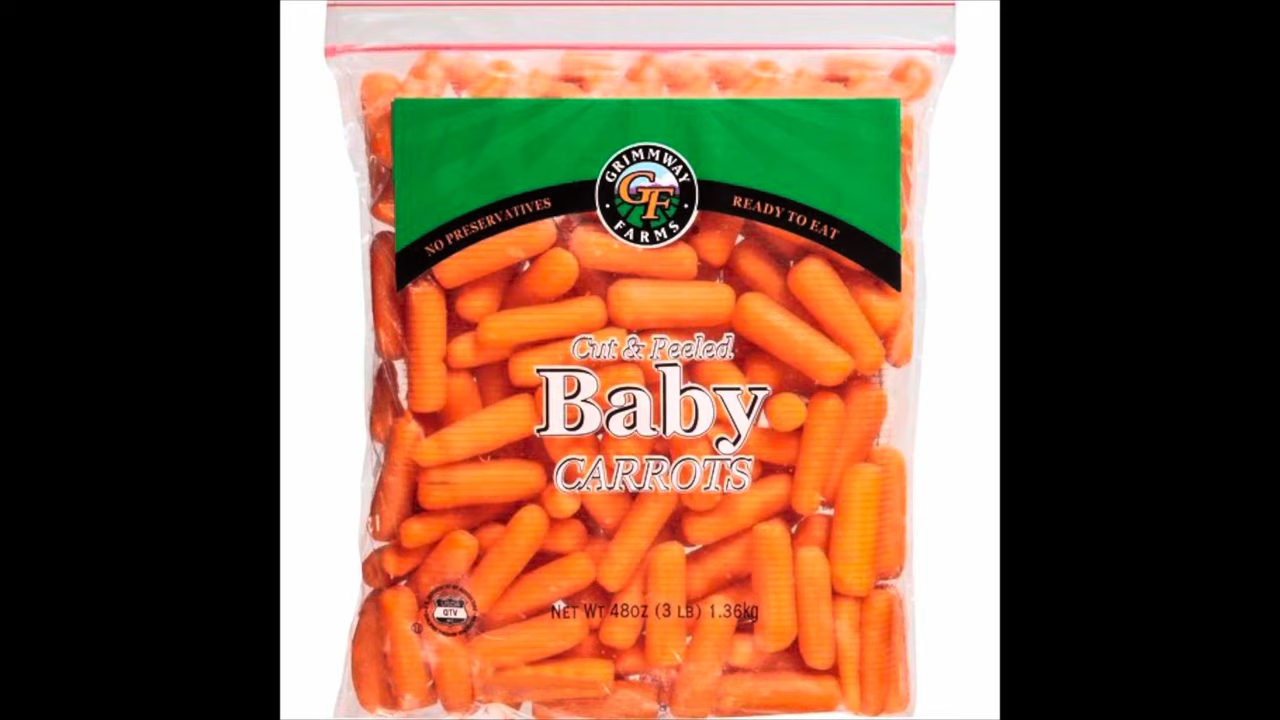 GRIMMWAY
GF
FARMS
NO PRESERVATIVES
READY TO EAT
Cut & Peeled
Baby
CARROTS
QTV
NET WT 48OZ (3 LB) 1.36kg